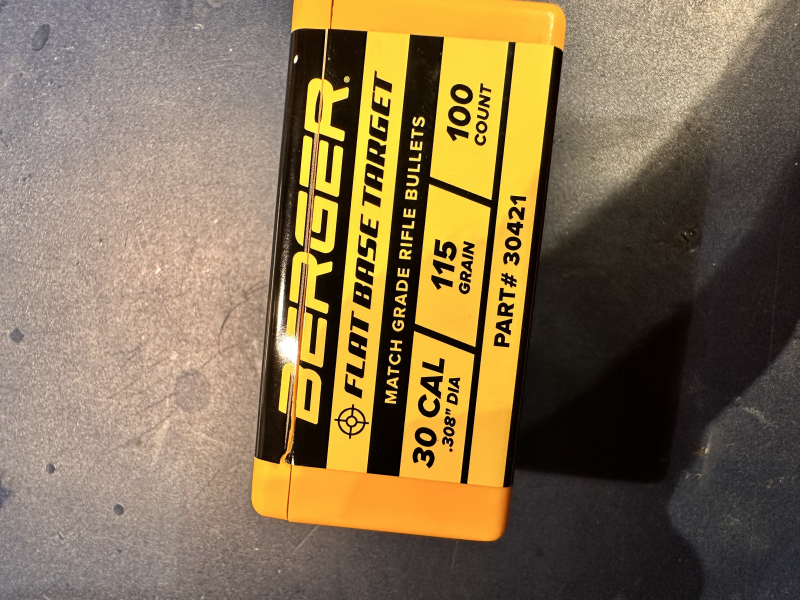 BERGER®
FLAT BASE TARGET
MATCH GRADE RIFLE BULLETS
30 CAL
.308" DIA
115
GRAIN
100
COUNT
PART# 30421